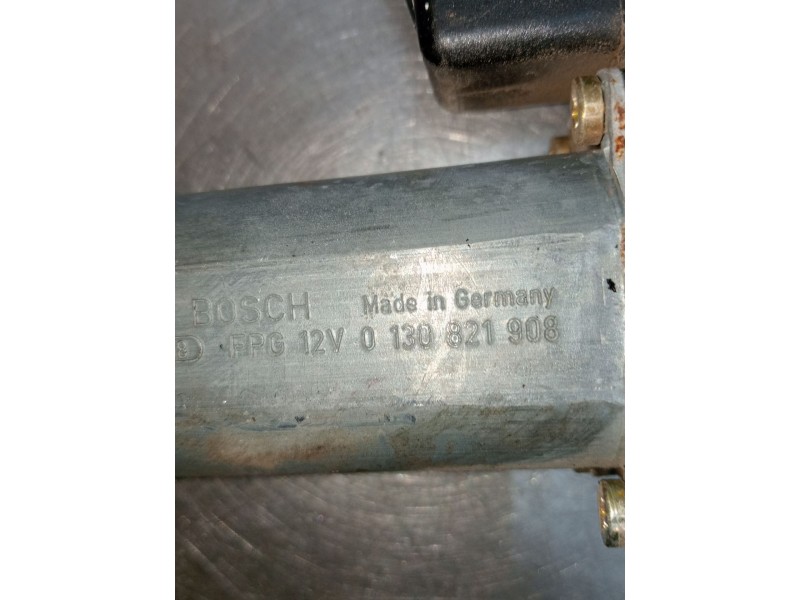 BOSCH Made in Germany
FPG 12V 0 130 821 908